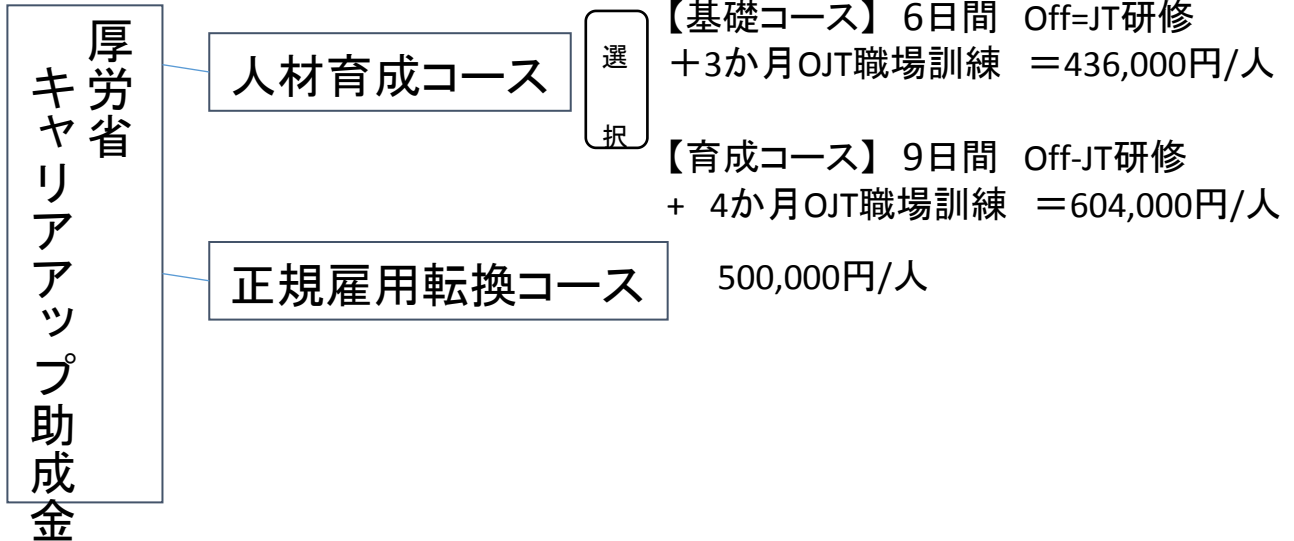 厚労省
キャリアアップ助成金
人材育成コース
選
択
【基礎コース】 6日間 Off=JT研修
+3か月OJT職場訓練 =436,000円/人
【育成コース】 9日間 Off-JT研修
+ 4か月OJT職場訓練 =604,000円/人
正規雇用転換コース
500,000円/人